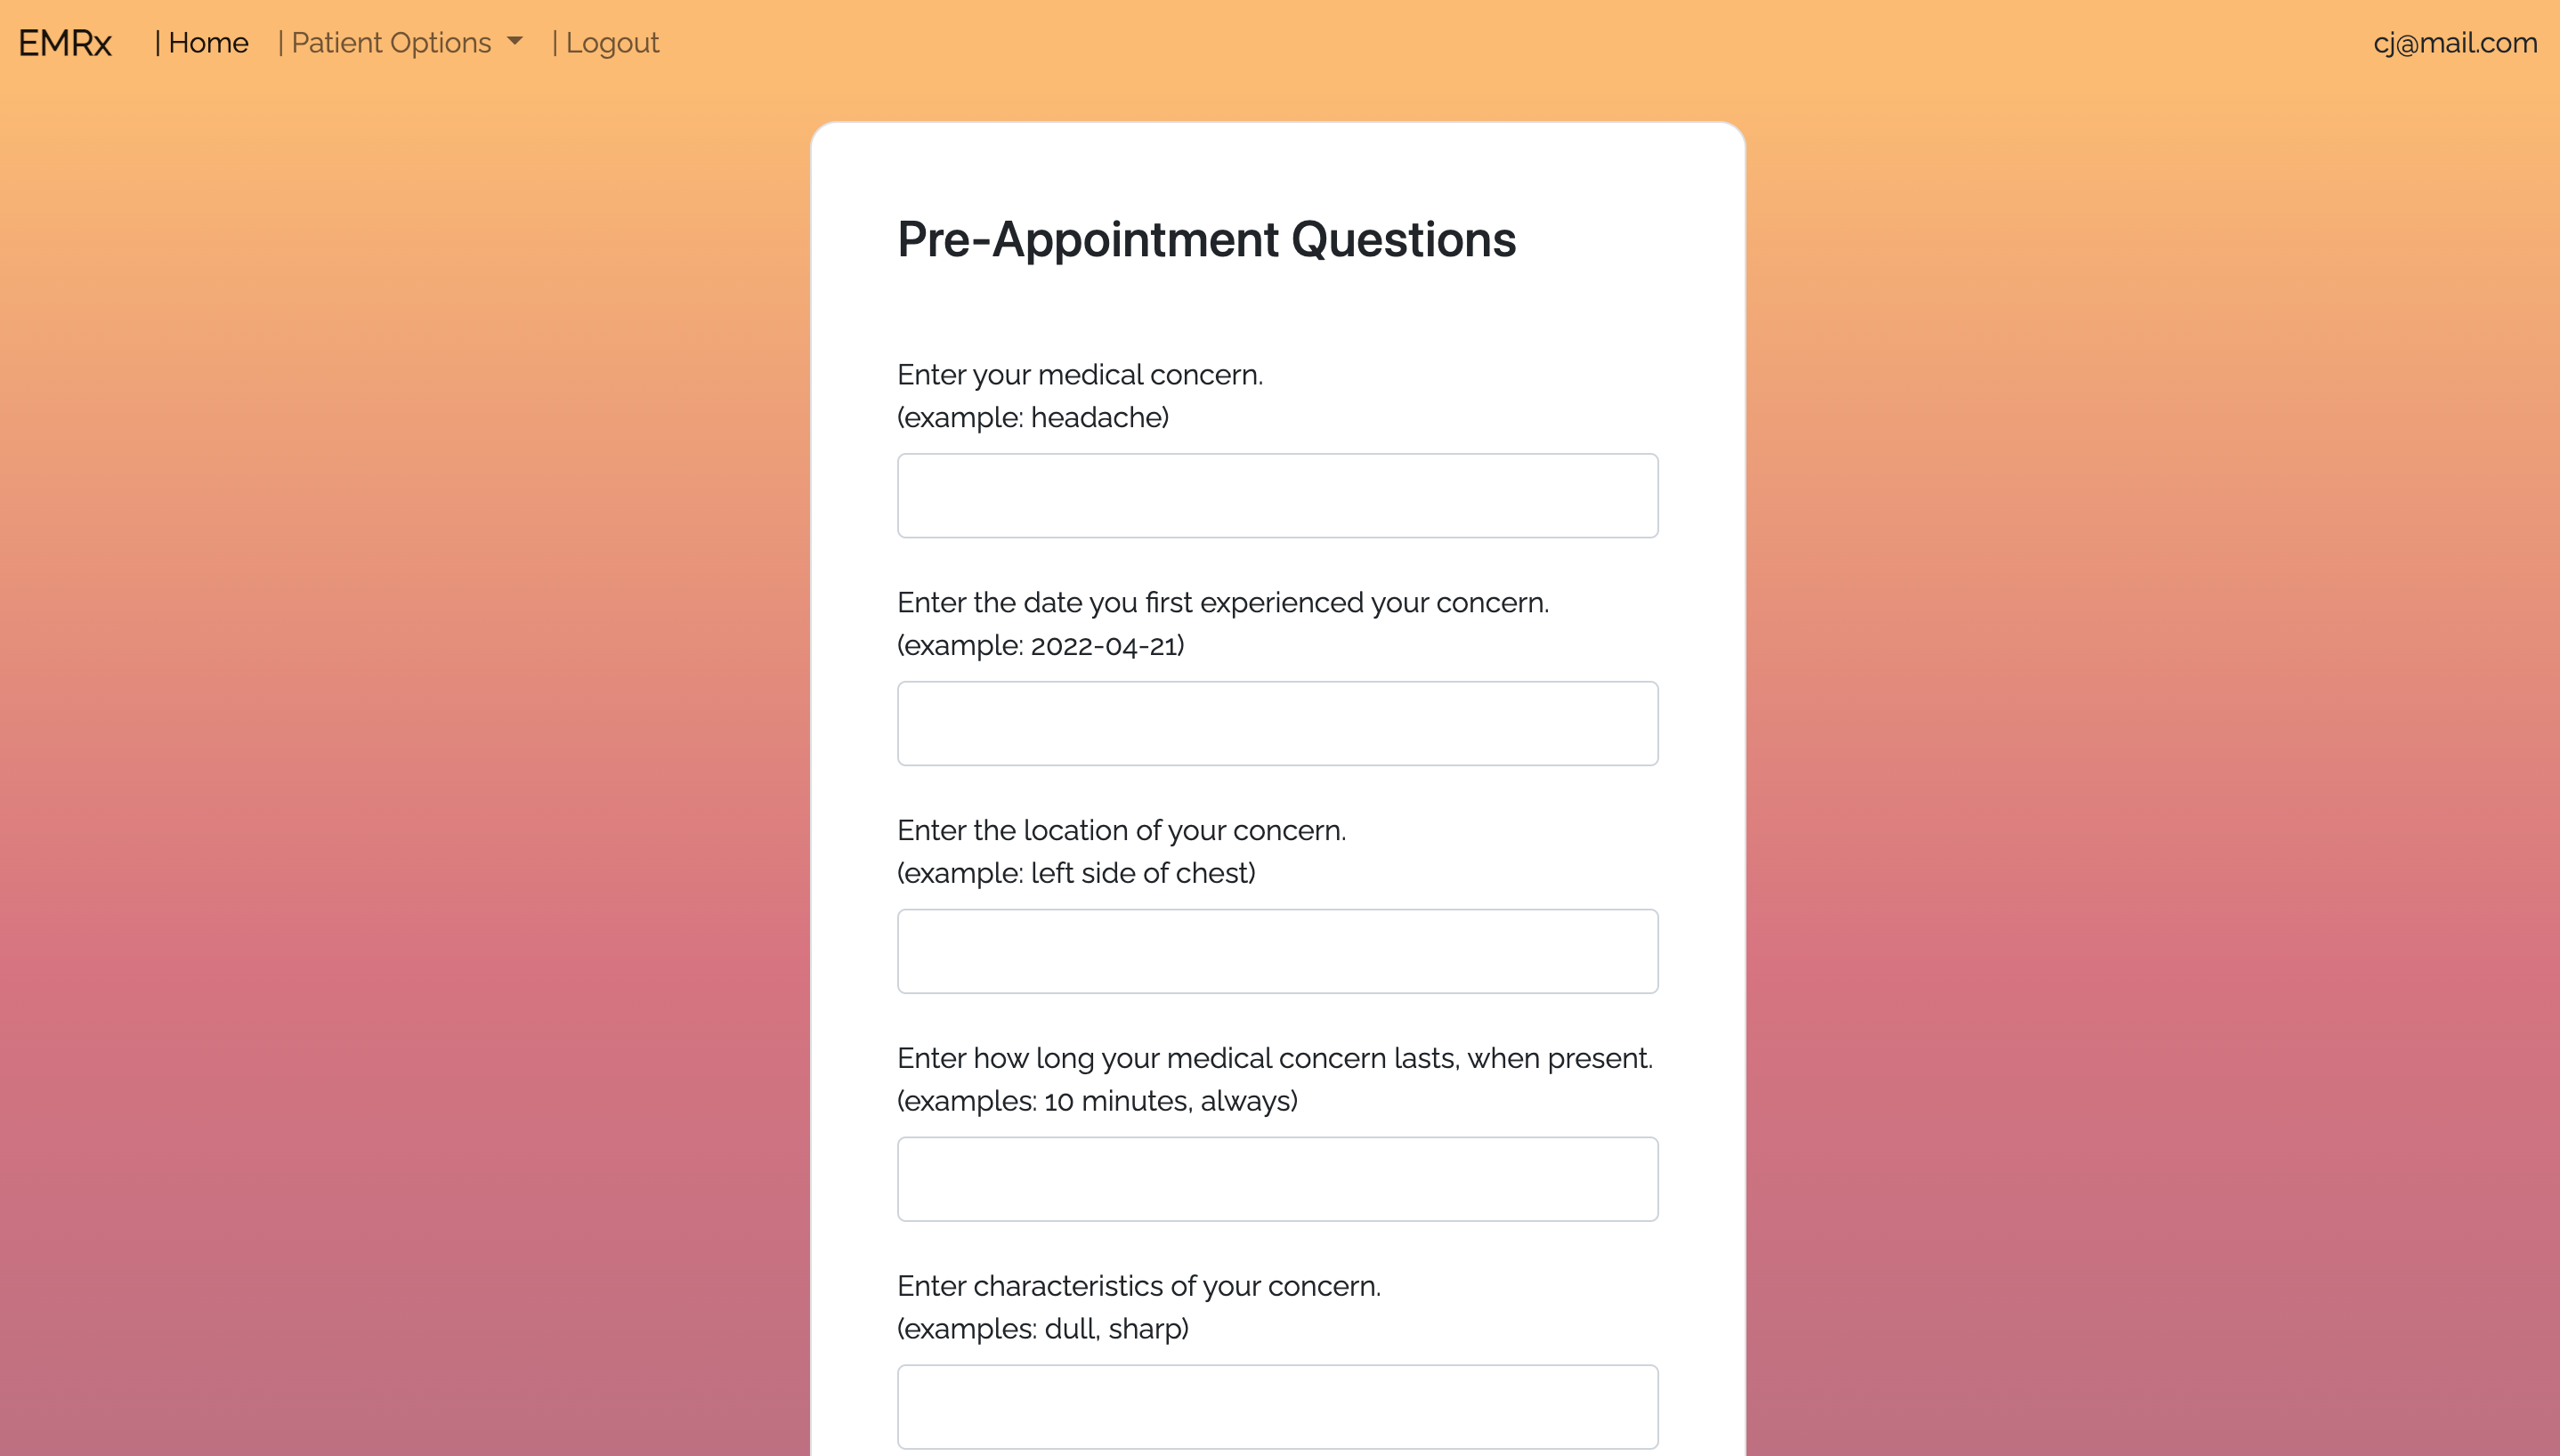 EMRx | Home | Patient Options | Logout cj@mail.com
Pre-Appointment Questions
Enter your medical concern.
(example: headache)
Enter the date you first experienced your concern.
(example: 2022-04-21)
Enter the location of your concern.
(example: left side of chest)
Enter how long your medical concern lasts, when present.
(examples: 10 minutes, always)
Enter characteristics of your concern.
(examples: dull, sharp)